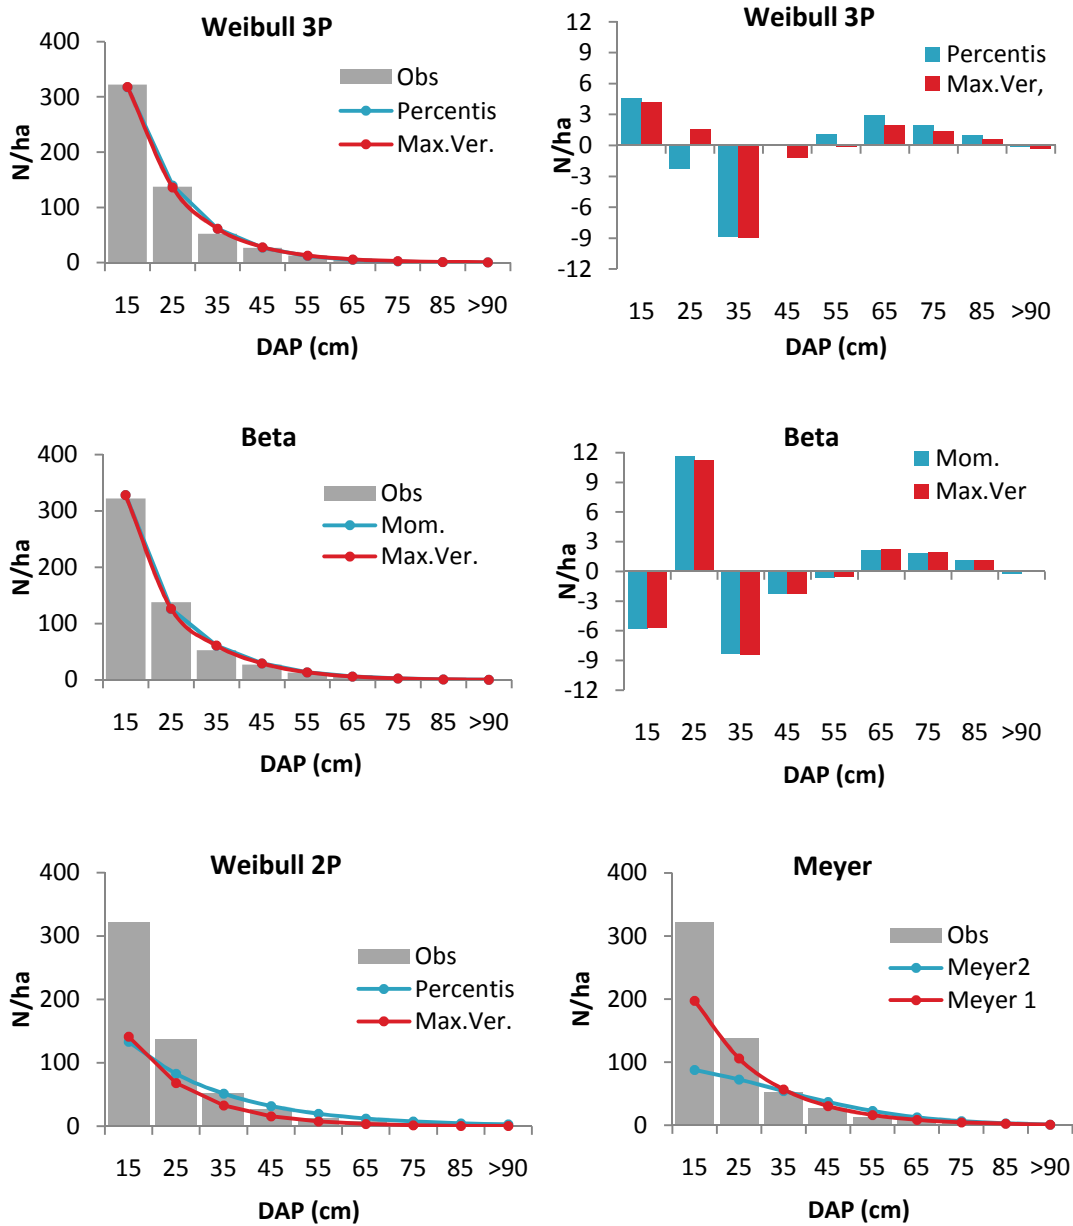 Weibull 3P
400
300
200
100
0
N/ha
Obs
Percentis
Max.Ver.
15 25 35 45 55 65 75 85 >90
DAP (cm)
Weibull 3P
12
9
6
3
0
-3
-6
-9
-12
N/ha
Percentis
Max.Ver,
15 25 35 45 55 65 75 85 >90
DAP (cm)
Beta
400
300
200
100
0
N/ha
Obs
Mom.
Max.Ver.
15 25 35 45 55 65 75 85 >90
DAP (cm)
Beta
12
9
6
3
0
-3
-6
-9
-12
N/ha
Mom.
Max.Ver
15 25 35 45 55 65 75 85 >90
DAP (cm)
Weibull 2P
400
300
200
100
0
N/ha
Obs
Percentis
Max.Ver.
15 25 35 45 55 65 75 85 >90
DAP (cm)
Meyer
400
300
200
100
0
N/ha
Obs
Meyer2
Meyer 1
15 25 35 45 55 65 75 85 >90
DAP (cm)